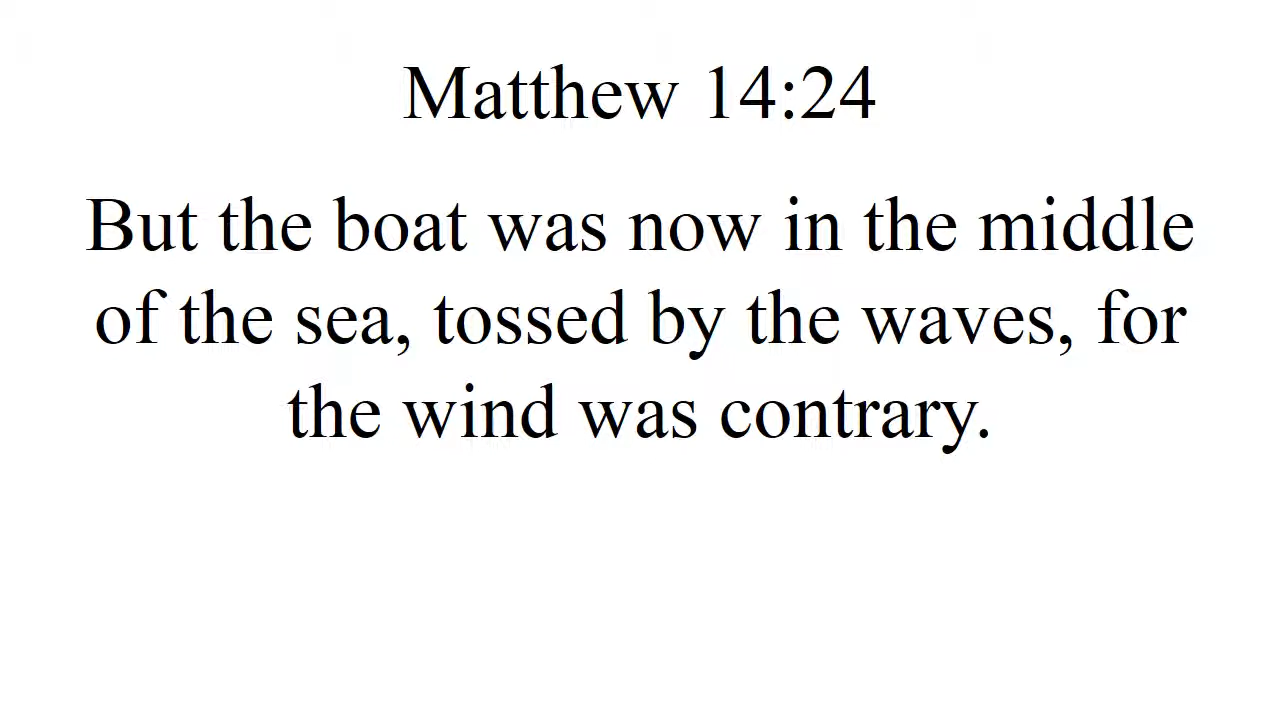 Matthew 14:24
But the boat was now in the middle
of the sea, tossed by the waves, for
the wind was contrary.